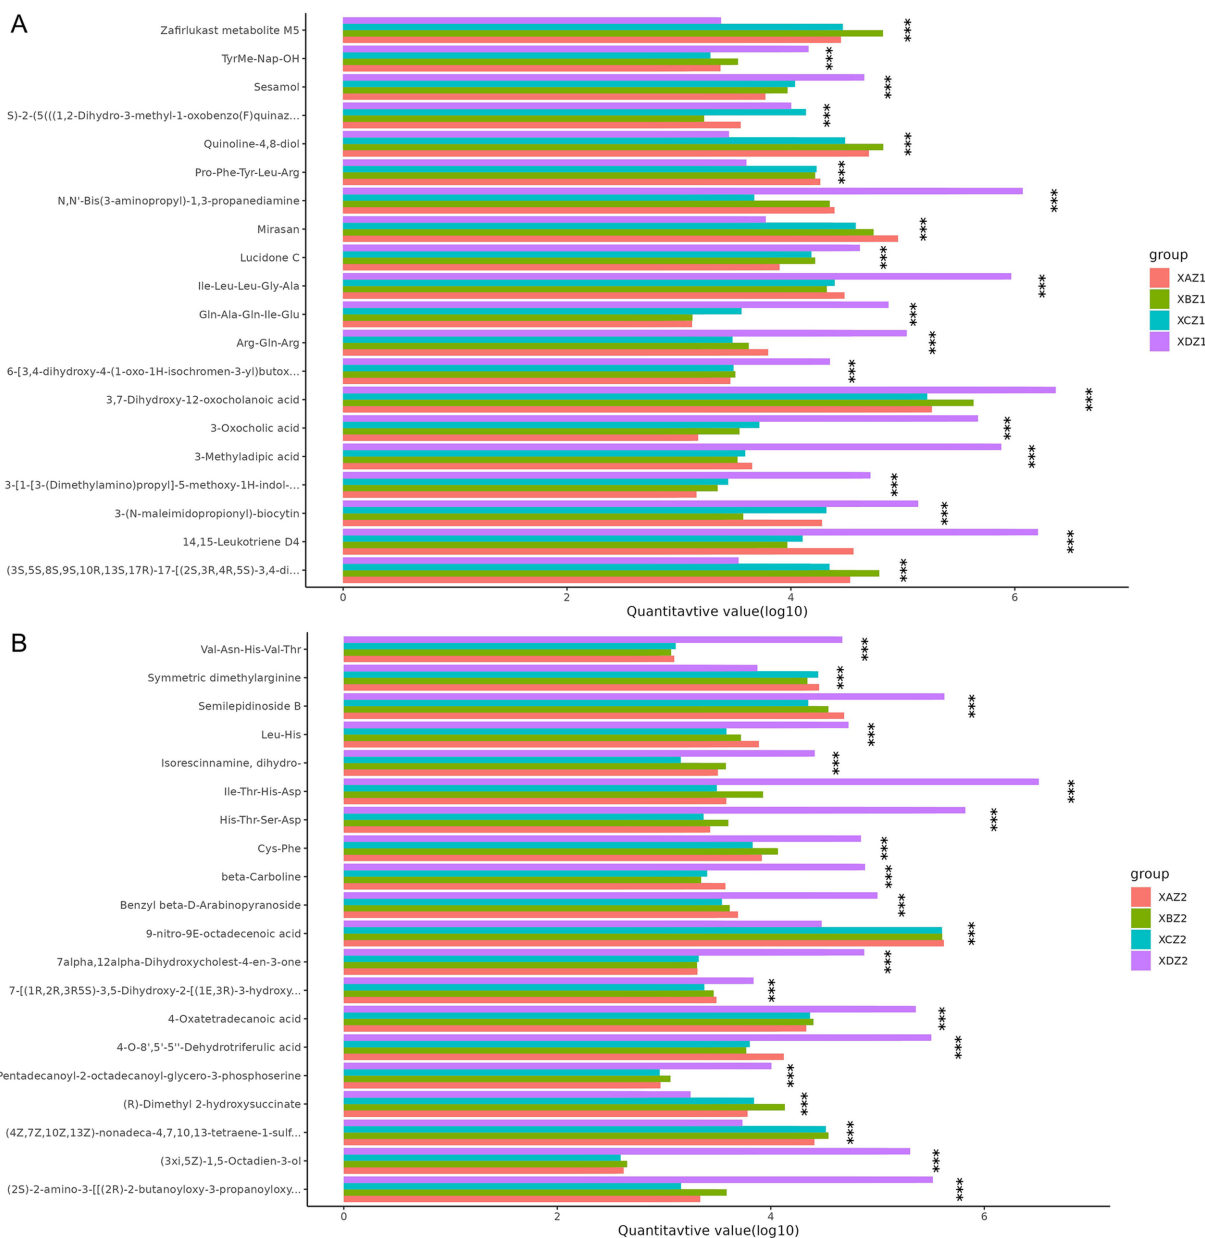 A
Zafirlukast metabolite M5
***
TyrMe-Nap-OH
***
Sesamol
***
S)-2-(5(((1,2-Dihydro-3-methyl-1-oxobenzo(F)quinaz...
***
Quinoline-4,8-diol
***
Pro-Phe-Tyr-Leu-Arg
***
N,N'-Bis(3-aminopropyl)-1,3-propanediamine
***
Mirasan
***
Lucidone C
***
Ile-Leu-Leu-Gly-Ala
***
Gln-Ala-Gln-Ile-Glu
***
Arg-Gln-Arg
***
6-[3,4-dihydroxy-4-(1-oxo-1H-isochromen-3-yl)butox...
***
3,7-Dihydroxy-12-oxocholanoic acid
***
3-Oxocholic acid
***
3-Methyladipic acid
***
3-[1-[3-(Dimethylamino)propyl]-5-methoxy-1H-indol-...
***
3-(N-maleimidopropionyl)-biocytin
***
14,15-Leukotriene D4
***
(3S,5S,8S,9S,10R,13S,17R)-17-[(2S,3R,4R,5S)-3,4-di...
***
0 2 4 6
Quantitavtive value(log10)
group
XAZ1
XBZ1
XCZ1
XDZ1
B
Val-Asn-His-Val-Thr
***
Symmetric dimethylarginine
***
Semilepidinoside B
***
Leu-His
***
Isorescinnamine, dihydro-
***
Ile-Thr-His-Asp
***
His-Thr-Ser-Asp
***
Cys-Phe
***
beta-Carboline
***
Benzyl beta-D-Arabinopyranoside
***
9-nitro-9E-octadecenoic acid
***
7alpha,12alpha-Dihydroxycholest-4-en-3-one
***
7-[(1R,2R,3R5S)-3,5-Dihydroxy-2-[(1E,3R)-3-hydroxy...
***
4-Oxatetradecanoic acid
***
4-O-8',5'-5''-Dehydrotriferulic acid
***
Pentadecanoyl-2-octadecanoyl-glycero-3-phosphoserine
***
(R)-Dimethyl 2-hydroxysuccinate
***
(4Z,7Z,10Z,13Z)-nonadeca-4,7,10,13-tetraene-1-sulf...
***
(3xi,5Z)-1,5-Octadien-3-ol
***
(2S)-2-amino-3-[[(2R)-2-butanoyloxy-3-propanoyloxy...
***
0 2 4 6
Quantitavtive value(log10)
group
XAZ2
XBZ2
XCZ2
XDZ2